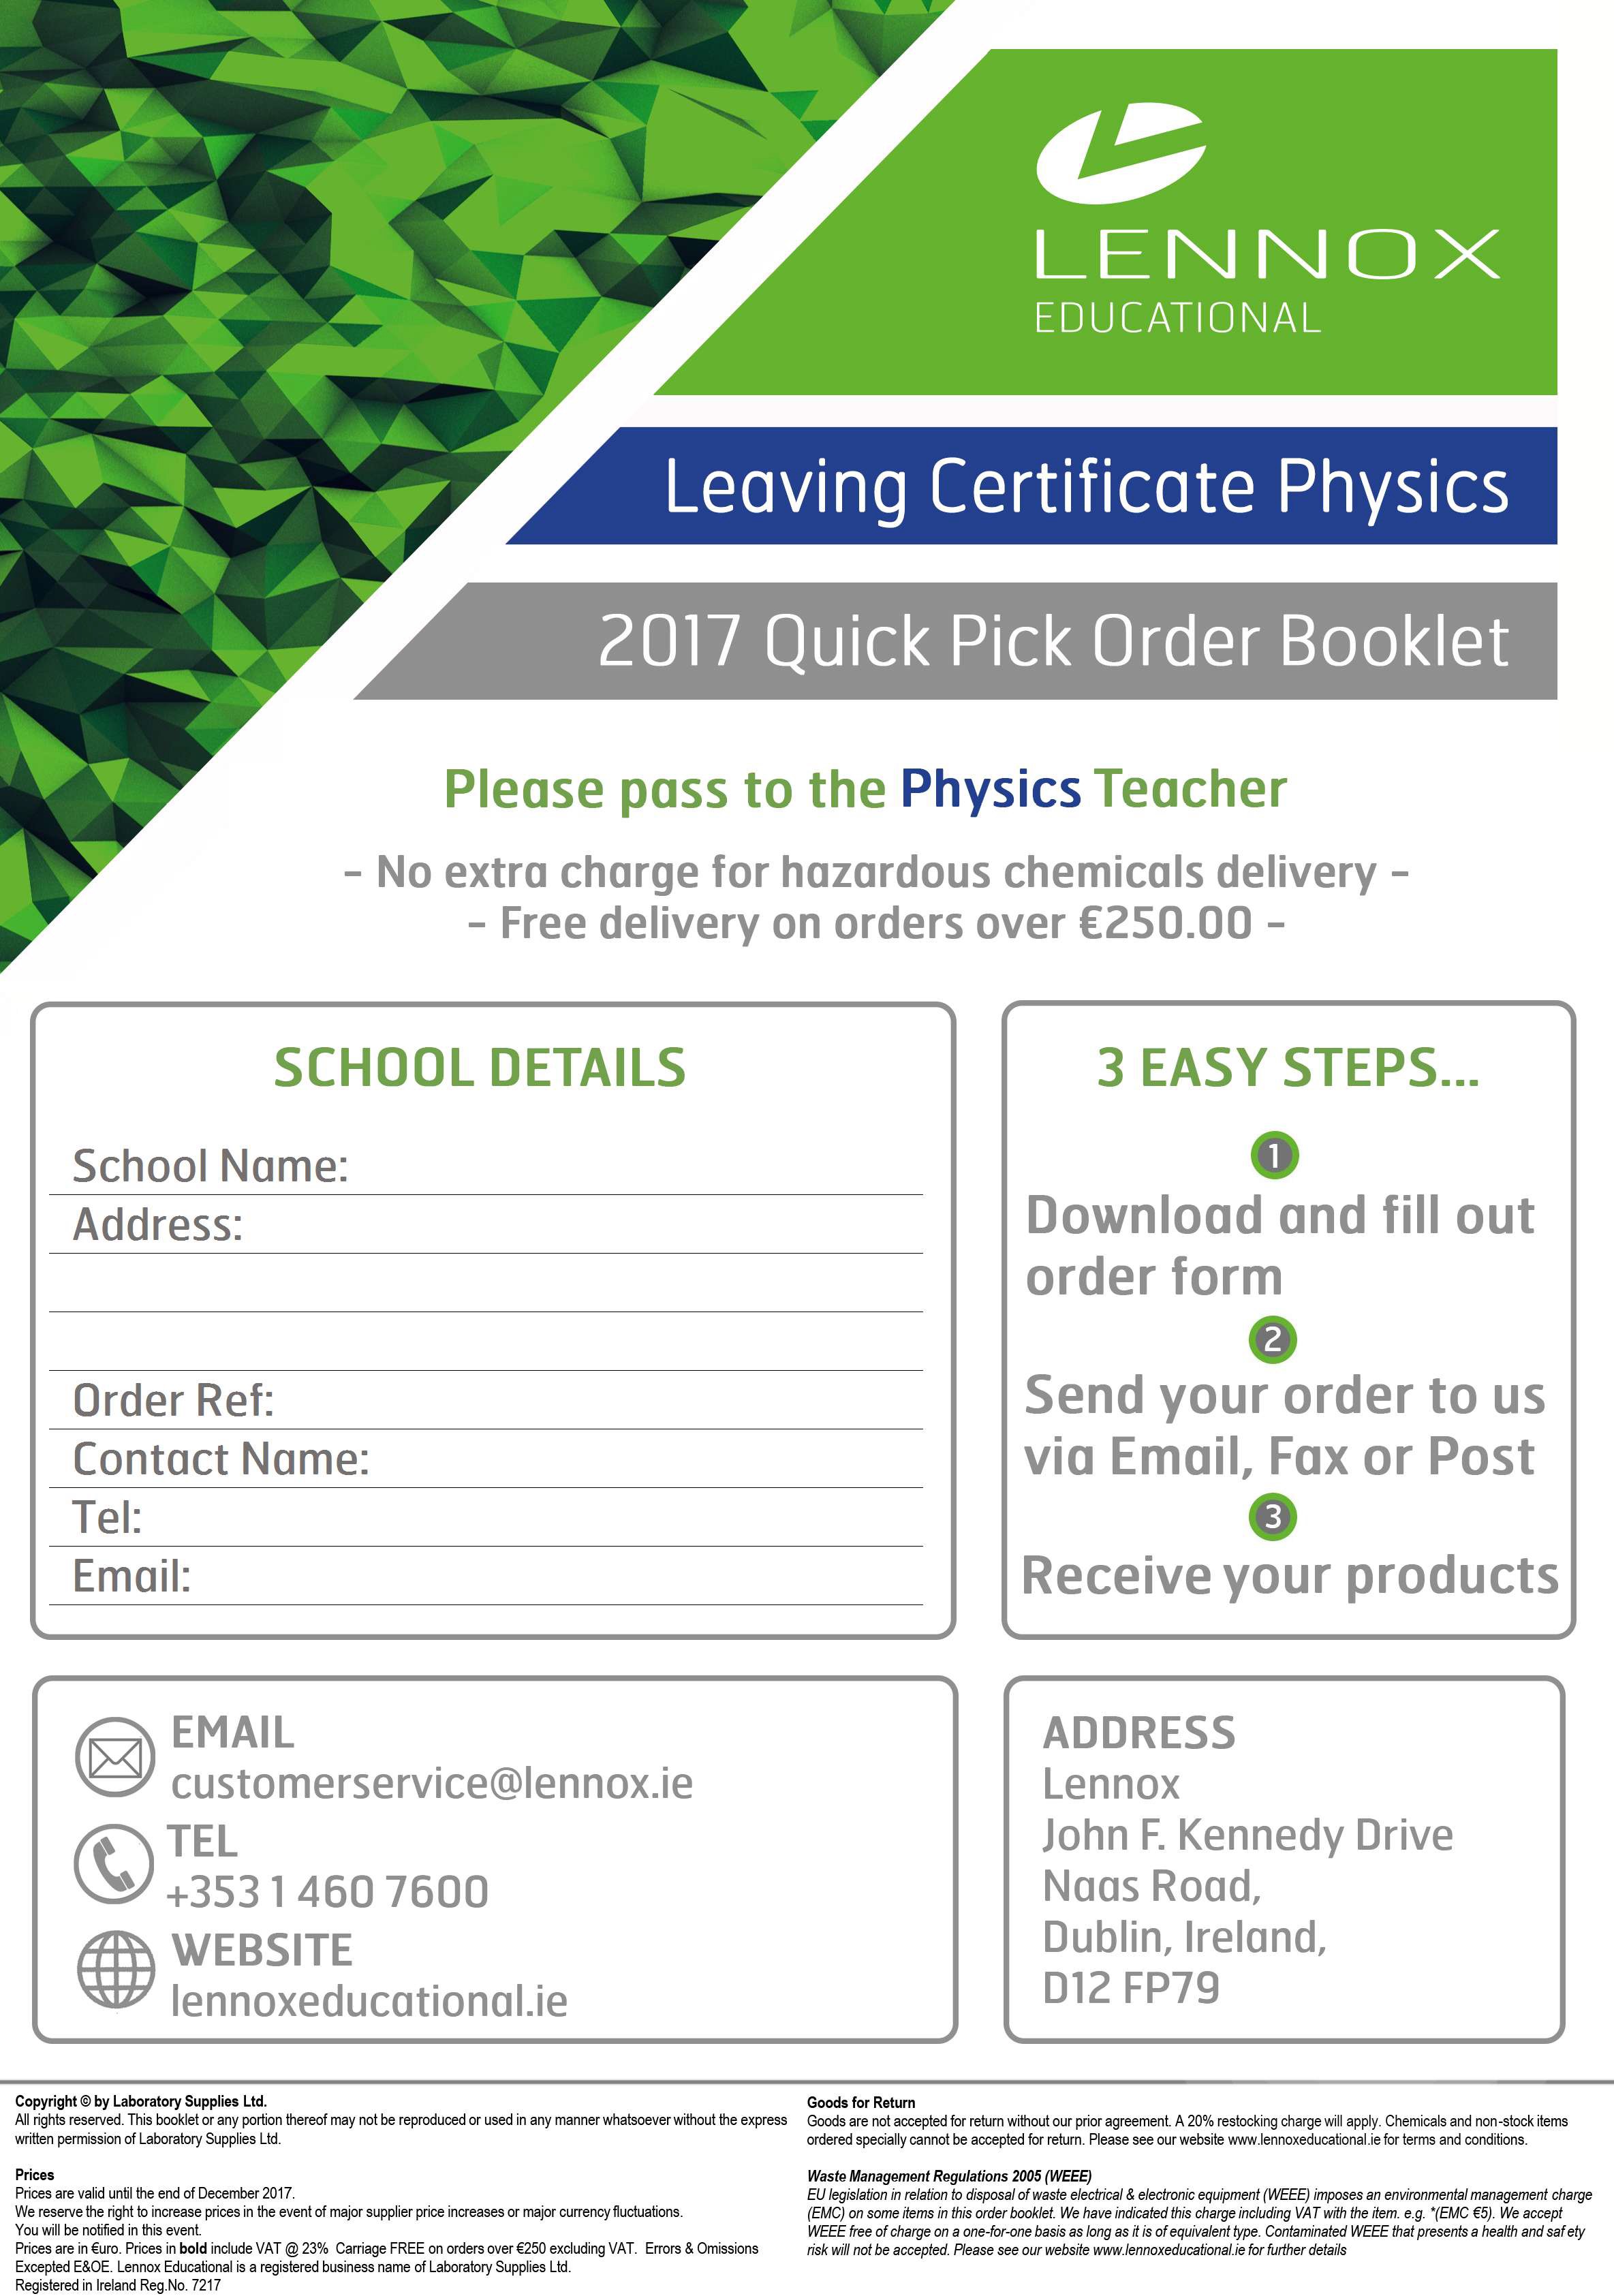 LENNOX
EDUCATIONAL
Leaving Certificate Physics
2017 Quick Pick Order Booklet
Please pass to the Physics Teacher
- No extra charge for hazardous chemicals delivery -
- Free delivery on orders over €250.00 -
SCHOOL DETAILS
School Name:
Address:
Order Ref:
Contact Name:
Tel:
Email:
3 EASY STEPS...
1
Download and fill out
order form
2
Send your order to us
via Email, Fax or Post
3
Receive your products
EMAIL
customerservice@lennox.ie
TEL
+353 1 460 7600
WEBSITE
lennoxeducational.ie
ADDRESS
Lennox
John F. Kennedy Drive
Naas Road,
Dublin, Ireland,
D12 FP79
Copyright © by Laboratory Supplies Ltd.
All rights reserved. This booklet or any portion thereof may not be reproduced or used in any manner whatsoever without the express
written permission of Laboratory Supplies Ltd.
Prices
Prices are valid until the end of December 2017.
We reserve the right to increase prices in the event of major supplier price increases or major currency fluctuations.
You will be notified in this event.
Prices are in €uro. Prices in bold include VAT @ 23% Carriage FREE on orders over €250 excluding VAT. Errors & Omissions
Excepted E&OE. Lennox Educational is a registered business name of Laboratory Supplies Ltd.
Registered in Ireland Reg.No. 7217
Goods for Return
Goods are not accepted for return without our prior agreement. A 20% restocking charge will apply. Chemicals and non-stock items
ordered specially cannot be accepted for return. Please see our website www.lennoxeducational.ie for terms and conditions.
Waste Management Regulations 2005 (WEEE)
EU legislation in relation to disposal of waste electrical & electronic equipment (WEEE) imposes an environmental management charge
(EMC) on some items in this order booklet. We have indicated this charge including VAT with the item. e.g. *(EMC €5). We accept
WEEE free of charge on a one-for-one basis as long as it is of equivalent type. Contaminated WEEE that presents a health and saf ety
risk will not be accepted. Please see our website www.lennoxeducational.ie for further details